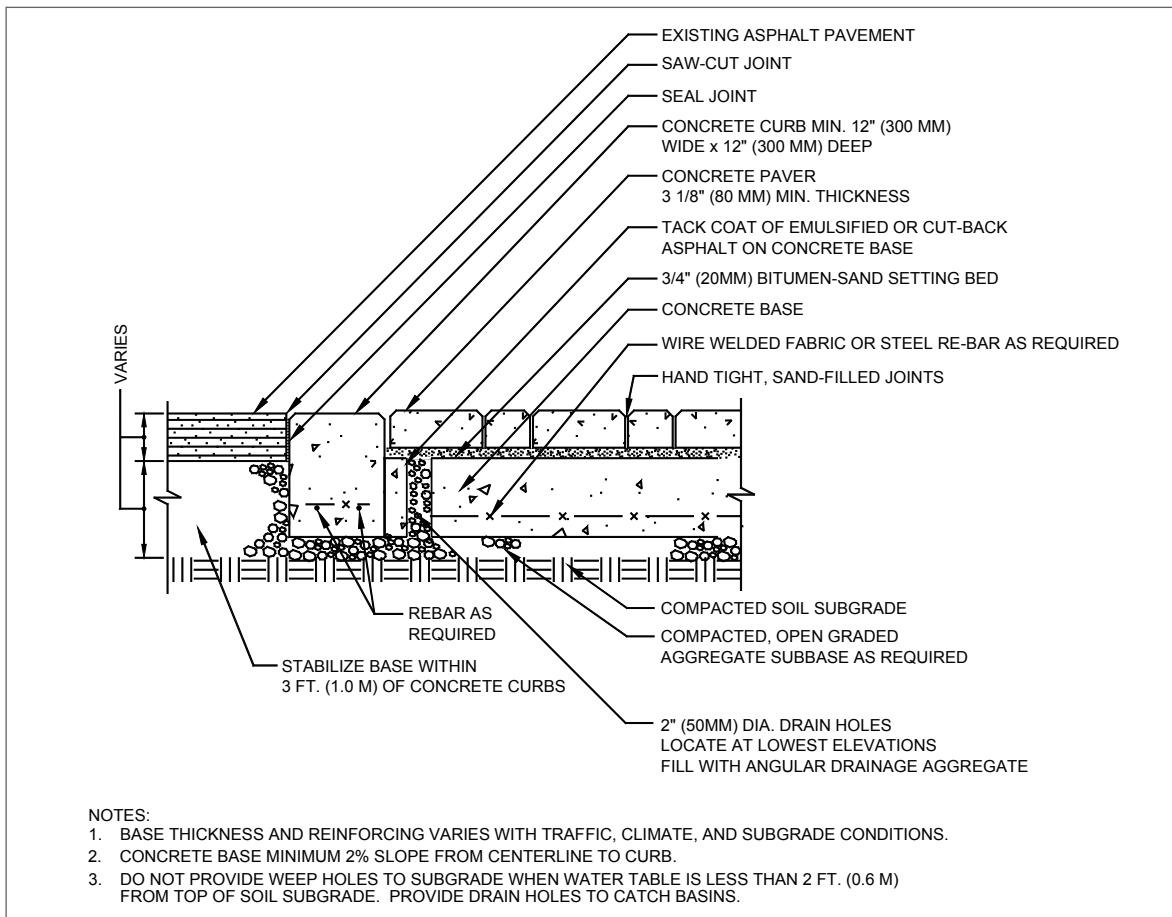 EXISTING ASPHALT PAVEMENT
SAW-CUT JOINT
SEAL JOINT
CONCRETE CURB MIN. 12" (300 MM)
WIDE x 12" (300 MM) DEEP
CONCRETE PAVER
3 1/8" (80 MM) MIN. THICKNESS
TACK COAT OF EMULSIFIED OR CUT-BACK
ASPHALT ON CONCRETE BASE
3/4" (20MM) BITUMEN-SAND SETTING BED
CONCRETE BASE
WIRE WELDED FABRIC OR STEEL RE-BAR AS REQUIRED
HAND TIGHT, SAND-FILLED JOINTS
VARIES
COMPACTED SOIL SUBGRADE
COMPACTED, OPEN GRADED
AGGREGATE SUBBASE AS REQUIRED
REBAR AS
REQUIRED
STABILIZE BASE WITHIN
3 FT. (1.0 M) OF CONCRETE CURBS
2" (50MM) DIA. DRAIN HOLES
LOCATE AT LOWEST ELEVATIONS
FILL WITH ANGULAR DRAINAGE AGGREGATE
NOTES:
1. BASE THICKNESS AND REINFORCING VARIES WITH TRAFFIC, CLIMATE, AND SUBGRADE CONDITIONS.
2. CONCRETE BASE MINIMUM 2% SLOPE FROM CENTERLINE TO CURB.
3. DO NOT PROVIDE WEEP HOLES TO SUBGRADE WHEN WATER TABLE IS LESS THAN 2 FT. (0.6 M)
FROM TOP OF SOIL SUBGRADE. PROVIDE DRAIN HOLES TO CATCH BASINS.